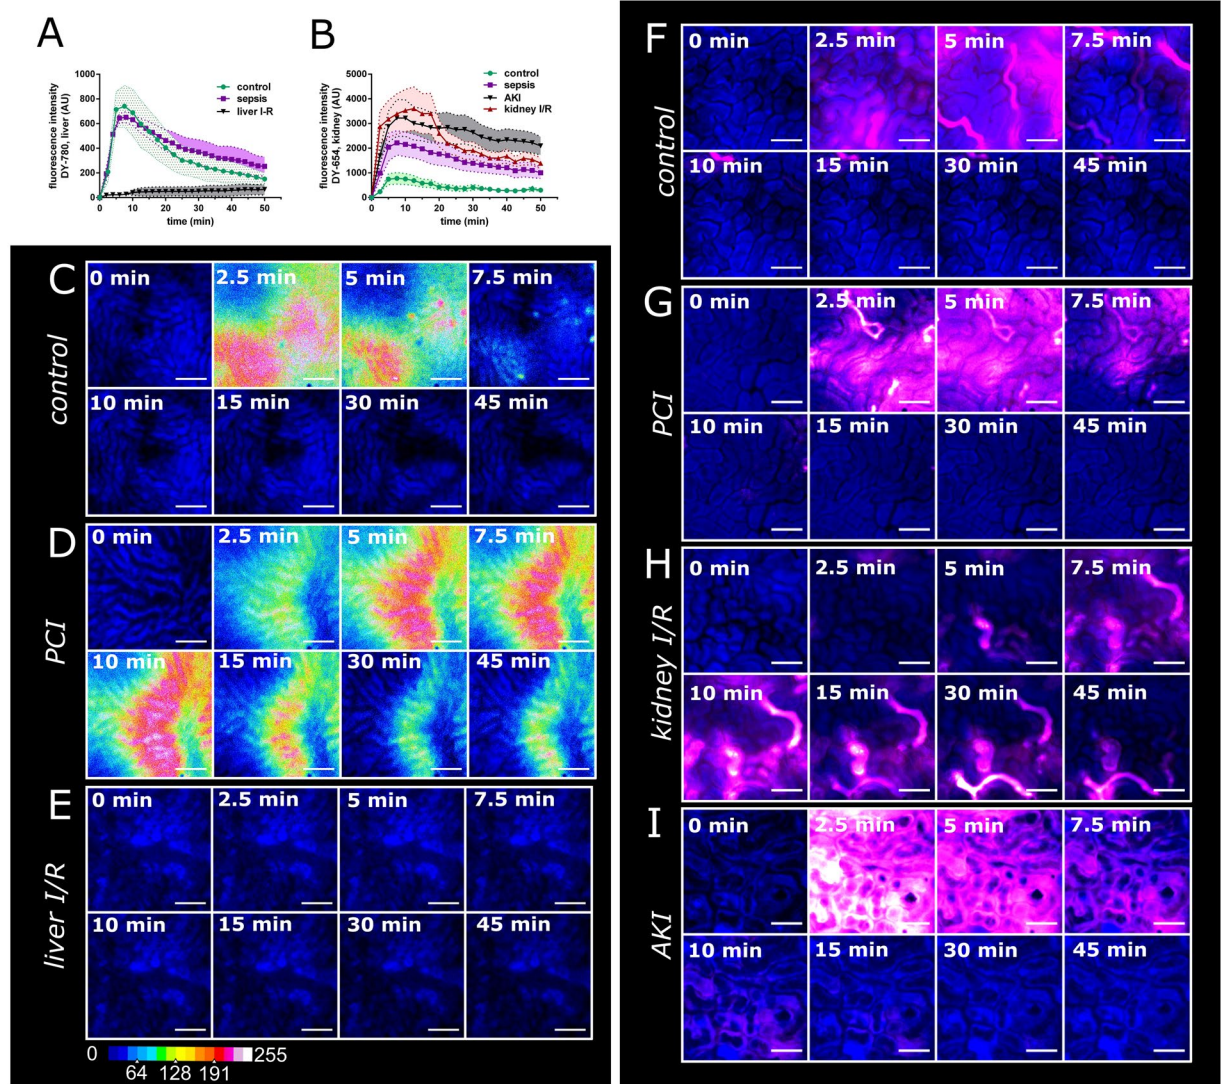 A
fluorescence intensity
DY-780, liver (AU)
1000
800
600
400
200
0
0 10 20 30 40 50
time (min)
control
sepsis
liver I-R
B
fluorescence intensity
DY-654, kidney (AU)
5000
4000
3000
2000
1000
0
0 10 20 30 40 50
time (min)
control
sepsis
AKI
kidney I/R
C
control
0 min 2.5 min 5 min 7.5 min
10 min 15 min 30 min 45 min
D
PCI
0 min 2.5 min 5 min 7.5 min
10 min 15 min 30 min 45 min
E
liver I/R
0 min 2.5 min 5 min 7.5 min
10 min 15 min 30 min 45 min
0 255
64 128 191
F
control
0 min 2.5 min 5 min 7.5 min
10 min 15 min 30 min 45 min
G
PCI
0 min 2.5 min 5 min 7.5 min
10 min 15 min 30 min 45 min
H
kidney I/R
0 min 2.5 min 5 min 7.5 min
10 min 15 min 30 min 45 min
I
AKI
0 min 2.5 min 5 min 7.5 min
10 min 15 min 30 min 45 min